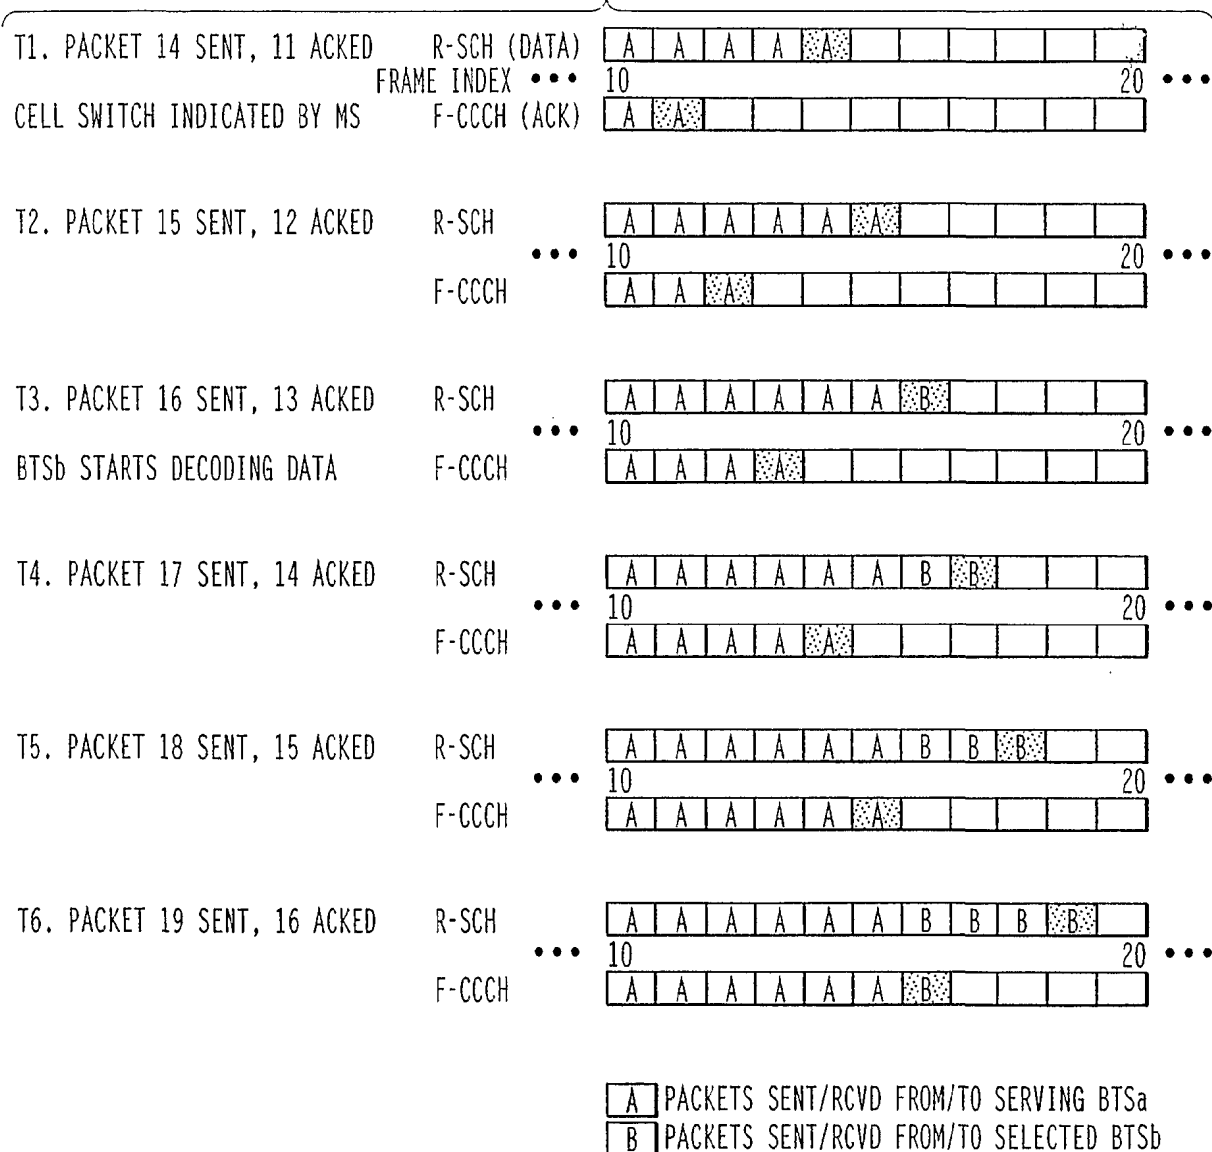 T1. PACKET 14 SENT, 11 ACKED R-SCH (DATA) A A A A A
FRAME INDEX ••• 10 20 •••
CELL SWITCH INDICATED BY MS F-CCCH (ACK) A A
T2. PACKET 15 SENT, 12 ACKED R-SCH A A A A A A
••• 10 20 •••
F-CCCH A A A
T3. PACKET 16 SENT, 13 ACKED R-SCH A A A A A A B
••• 10 20 •••
BTSb STARTS DECODING DATA F-CCCH A A A A
T4. PACKET 17 SENT, 14 ACKED R-SCH A A A A A A B B
••• 10 20 •••
F-CCCH A A A A A
T5. PACKET 18 SENT, 15 ACKED R-SCH A A A A A A B B B
••• 10 20 •••
F-CCCH A A A A A A
T6. PACKET 19 SENT, 16 ACKED R-SCH A A A A A A B B B B
••• 10 20 •••
F-CCCH A A A A A A B
A PACKETS SENT/RCVD FROM/TO SERVING BTSa
B PACKETS SENT/RCVD FROM/TO SELECTED BTSb